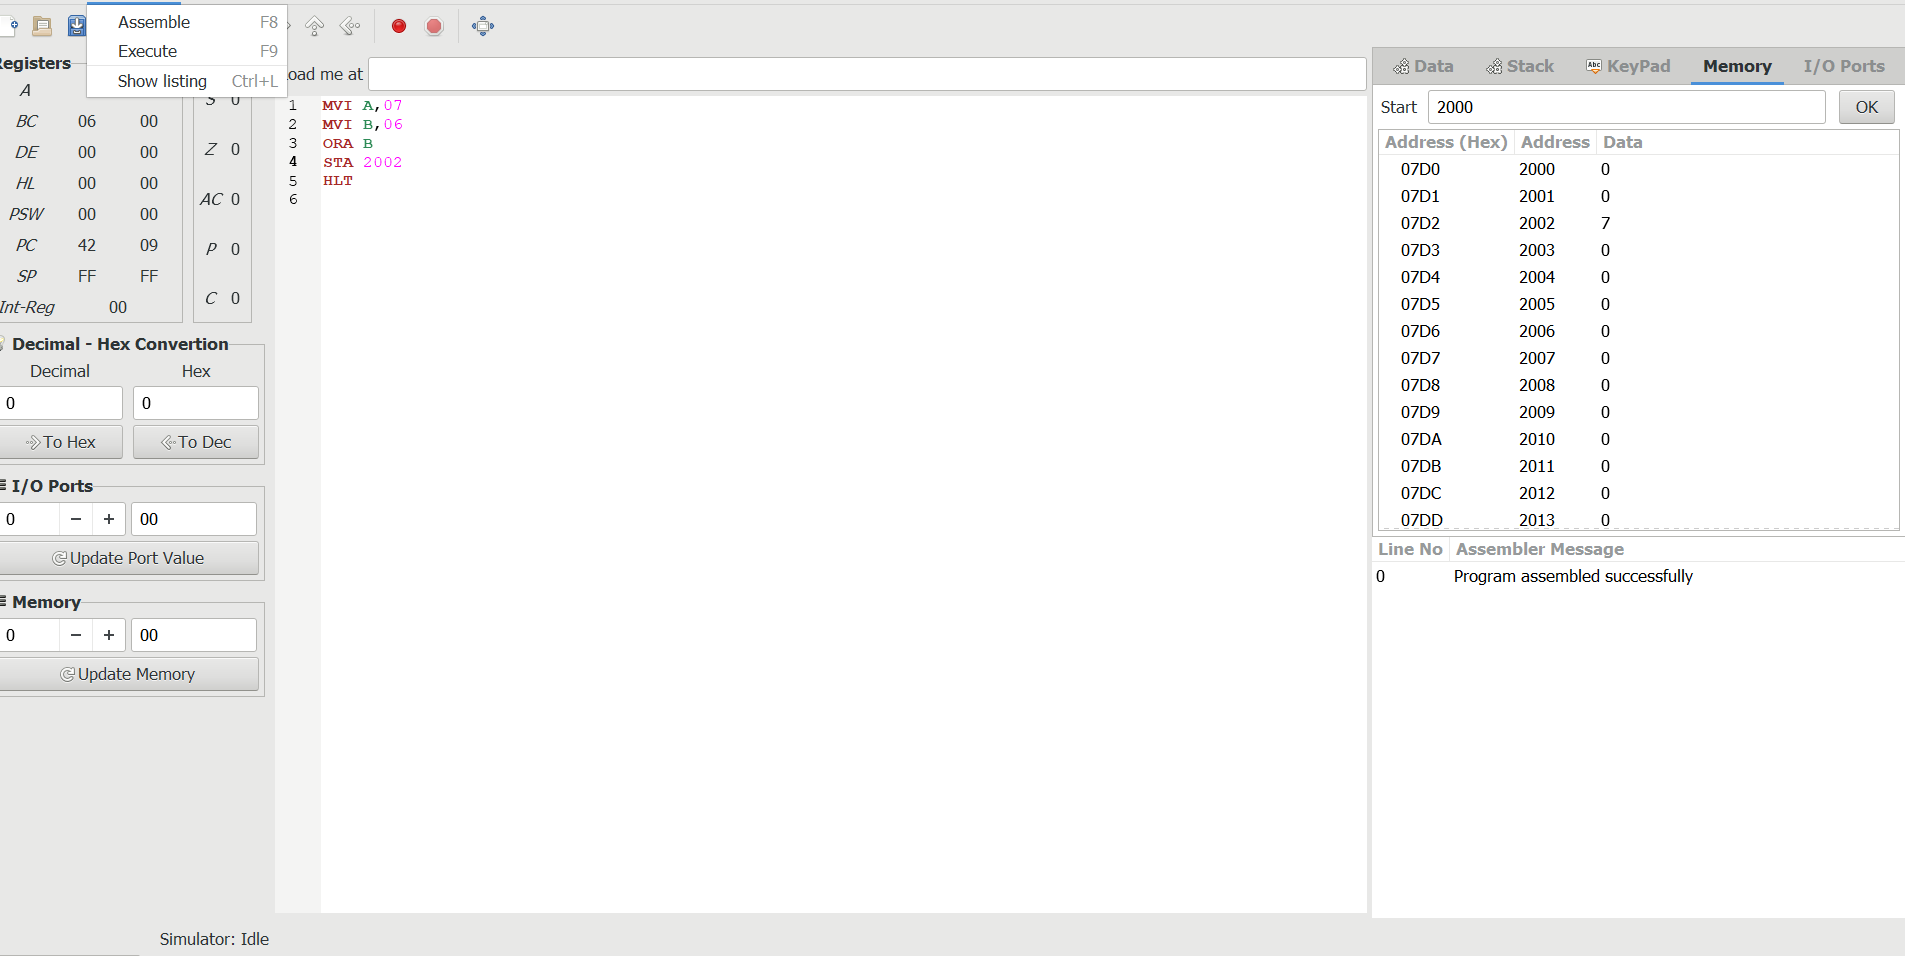 Assemble F8
Execute F9
Show listing Ctrl+L
Registers
A
BC 06 00
DE 00 00
HL 00 00
PSW 00 00
PC 42 09
SP FF FF
Int-Reg 00
S 0
Z 0
AC 0
P 0
C 0
Decimal - Hex Convertion
Decimal Hex
0 0
To Hex To Dec
I/O Ports
0 − + 00
Update Port Value
Memory
0 − + 00
Update Memory
Load me at
1 MVI A,07
2 MVI B,06
3 ORA B
4 STA 2002
5 HLT
6
Data Stack Abc KeyPad Memory I/O Ports
Start 2000 OK
Address (Hex) Address Data
07D0 2000 0
07D1 2001 0
07D2 2002 7
07D3 2003 0
07D4 2004 0
07D5 2005 0
07D6 2006 0
07D7 2007 0
07D8 2008 0
07D9 2009 0
07DA 2010 0
07DB 2011 0
07DC 2012 0
07DD 2013 0
Line No Assembler Message
0 Program assembled successfully
Simulator: Idle